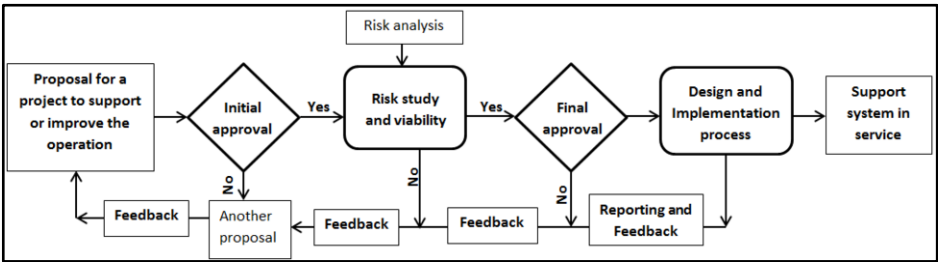 Risk analysis
Proposal for a
project to support
or improve the
operation
Initial
approval
Yes
Risk study
and viability
Yes
Final
approval
Design and
Implementation
process
Support
system in
service
No
No
No
Feedback
Another
proposal
Feedback
Feedback
Reporting and
Feedback